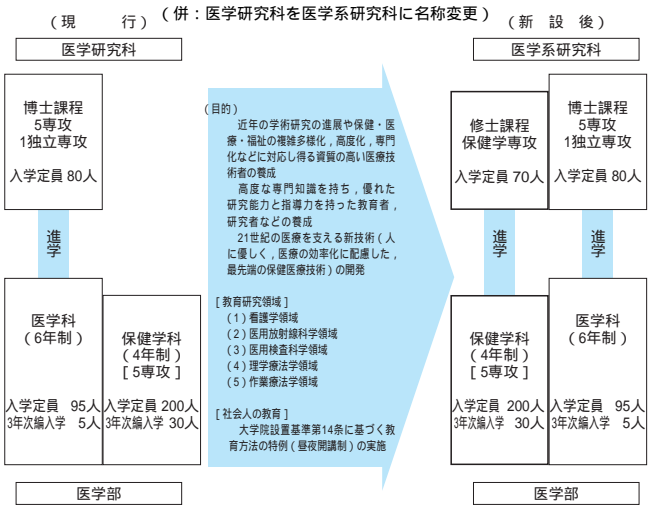 （併：医学研究科を医学系研究科に名称変更）
（現　　行）
医学研究科
博士課程
5専攻
1独立専攻
入学定員 80人
進学
医学科
（6年制）
入学定員　95人
3年次編入学　5人
保健学科
（4年制）
［5専攻］
入学定員 200人
3年次編入学　30人
医学部
（目的）
近年の学術研究の進展や保健・医
療・福祉の複雑多様化，高度化，専門
化などに対応し得る資質の高い医療技
術者の養成
高度な専門知識を持ち，優れた
研究能力と指導力を持った教育者，
研究者などの養成
21世紀の医療を支える新技術（人
に優しく，医療の効率化に配慮した，
最先端の保健医療技術）の開発
［教育研究領域］
（1）看護学領域
（2）医用放射線科学領域
（3）医用検査科学領域
（4）理学療法学領域
（5）作業療法学領域
［社会人の教育］
大学院設置基準第14条に基づく教
育方法の特例（昼夜開講制）の実施
（新　設　後）
医学系研究科
修士課程
保健学専攻
入学定員 70人
博士課程
5専攻
1独立専攻
入学定員 80人
進学
進学
保健学科
（4年制）
［5専攻］
入学定員 200人
3年次編入学　30人
医学科
（6年制）
入学定員　95人
3年次編入学　5人
医学部